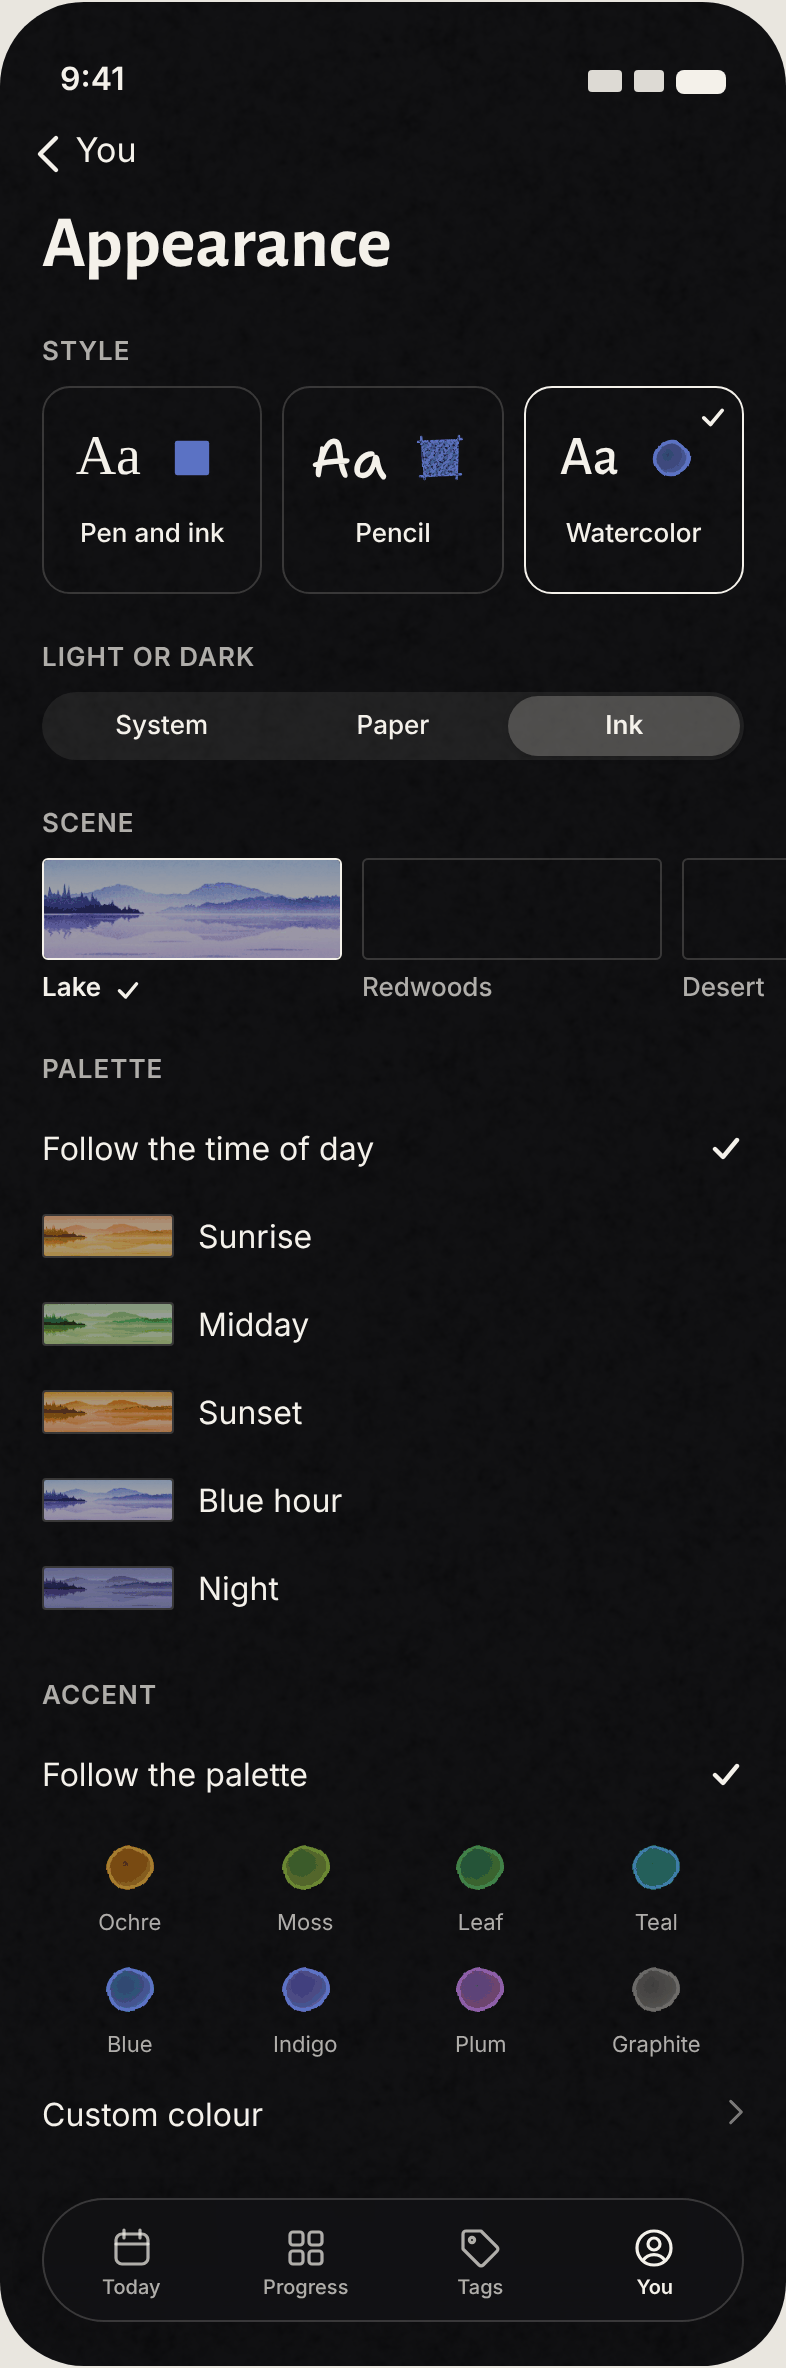 9:41
You
Appearance
STYLE
Aa Aa Aa
Pen and ink Pencil Watercolor
LIGHT OR DARK
System Paper Ink
SCENE
Lake Redwoods Desert
PALETTE
Follow the time of day
Sunrise
Midday
Sunset
Blue hour
Night
ACCENT
Follow the palette
Ochre Moss Leaf Teal
Blue Indigo Plum Graphite
Custom colour
Today Progress Tags You